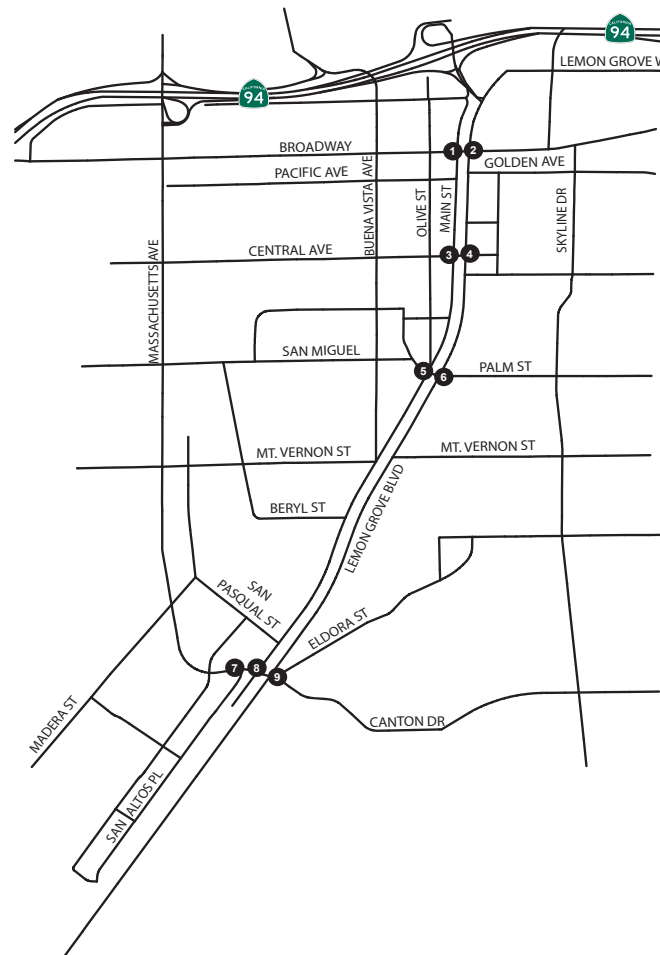 CALIFORNIA
94
LEMON GROVE W
CALIFORNIA
94
BROADWAY
1
2
GOLDEN AVE
PACIFIC AVE
BUENA VISTA AVE
OLIVE ST
MAIN ST
SKYLINE DR
CENTRAL AVE
3
4
MASSACHUSETTS AVE
SAN MIGUEL
5
6
PALM ST
MT. VERNON ST
MT. VERNON ST
BERYL ST
LEMON GROVE BLVD
SAN
PASQUAL ST
ELDORA ST
7
8
9
MADERA ST
CANTON DR
SAN ALTOS PL